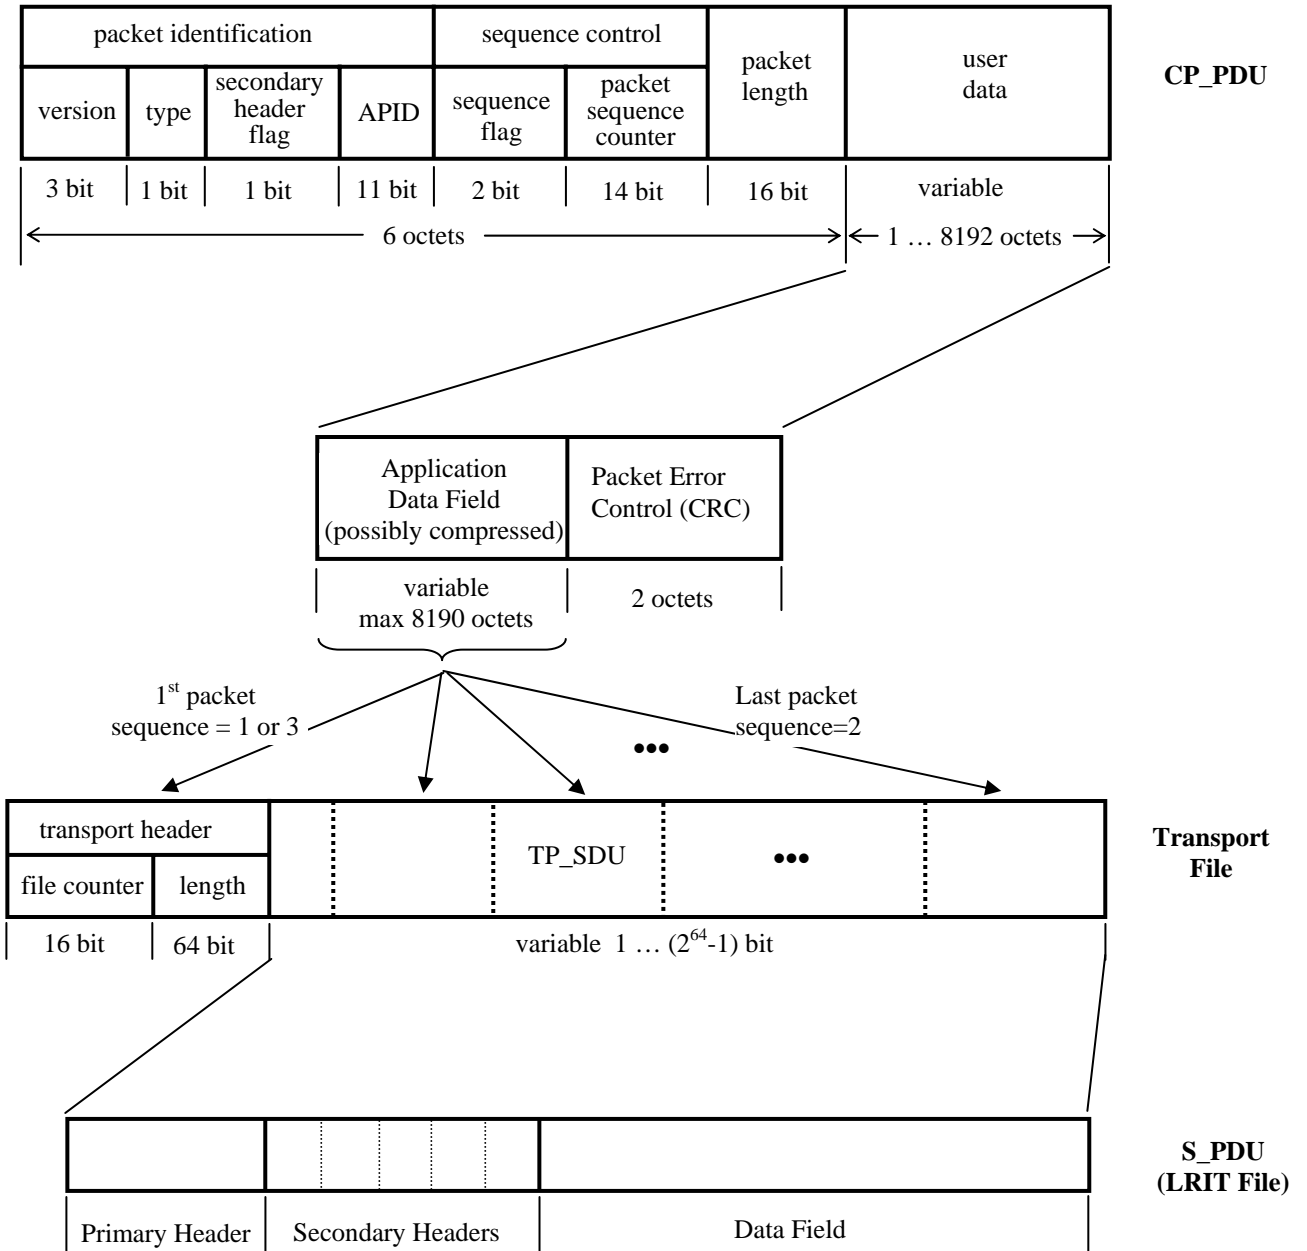 packet identification
sequence control
packet
length
user
data
CP_PDU
version
type
secondary
header
flag
APID
sequence
flag
packet
sequence
counter
3 bit
1 bit
1 bit
11 bit
2 bit
14 bit
16 bit
variable
6 octets
1 … 8192 octets
Application
Data Field
(possibly compressed)
Packet Error
Control (CRC)
variable
max 8190 octets
2 octets
1st packet
sequence = 1 or 3
Last packet
sequence=2
•••
transport header
file counter
length
TP_SDU
•••
Transport
File
16 bit
64 bit
variable 1 … (2^64-1) bit
S_PDU
(LRIT File)
Primary Header
Secondary Headers
Data Field